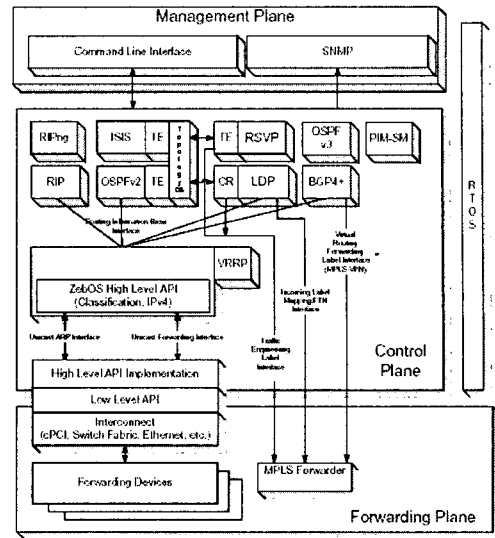 Management Plane
Command Line Interface
SNMP
RIPng
ISIS
TE
Topology DB
TE
RSVP
OSPF v3
PIM-SM
RIP
OSPFv2
TE
CR
LDP
BGP4+
Routing Information Base
Interface
Virtual
Routing
Forwarding
Label Interface
(MPLS-VPN)
VRRP
ZebOS High Level API
(Classification, IPv4)
Incoming Label
Mapping/FTN
Interface
Unicast ARP Interface
Unicast Forwarding Interface
Traffic
Engineering
Label
Interface
Control
Plane
High Level API Implementation
Low Level API
Interconnect
(cPCI, Switch Fabric, Ethernet, etc.)
Forwarding Devices
MPLS Forwarder
Forwarding Plane
RTOS